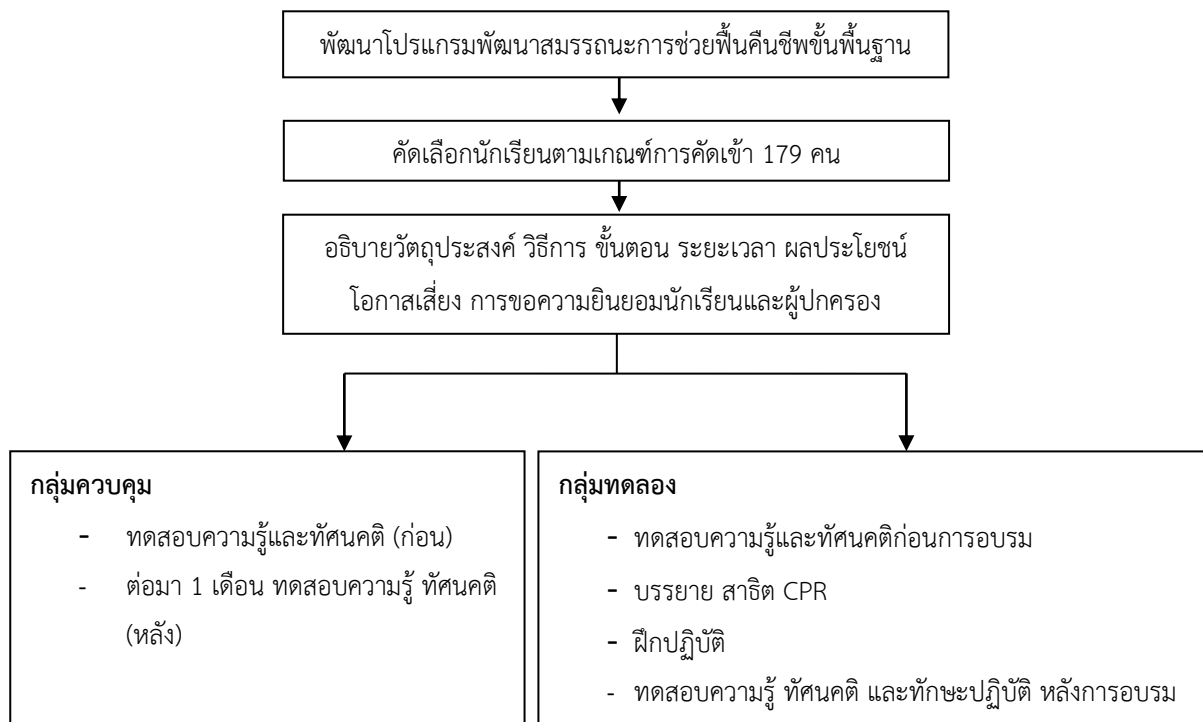 พัฒนาโปรแกรมพัฒนาสมรรถนะการช่วยฟื้นคืนชีพขั้นพื้นฐาน
คัดเลือกนักเรียนตามเกณฑ์การคัดเข้า 179 คน
อธิบายวัตถุประสงค์ วิธีการ ขั้นตอน ระยะเวลา ผลประโยชน์
โอกาสเสี่ยง การขอความยินยอมนักเรียนและผู้ปกครอง
กลุ่มควบคุม
- ทดสอบความรู้และทัศนคติ (ก่อน)
- ต่อมา 1 เดือน ทดสอบความรู้ ทัศนคติ
(หลัง)
กลุ่มทดลอง
- ทดสอบความรู้และทัศนคติก่อนการอบรม
- บรรยาย สาธิต CPR
- ฝึกปฏิบัติ
- ทดสอบความรู้ ทัศนคติ และทักษะปฏิบัติ หลังการอบรม